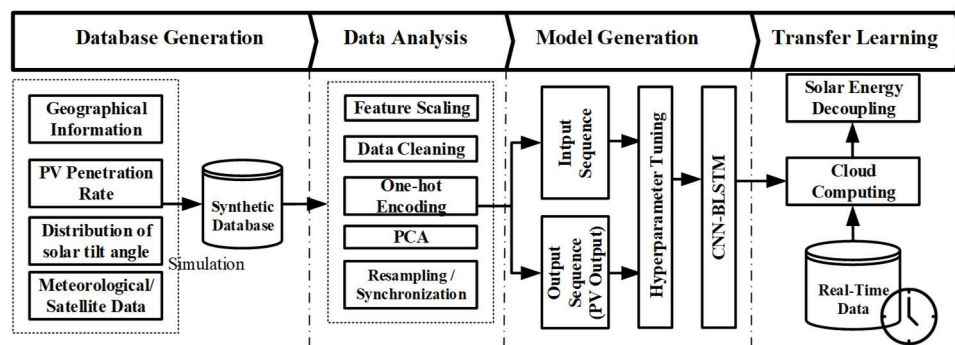 Database Generation
Data Analysis
Model Generation
Transfer Learning
Geographical
Information
PV Penetration
Rate
Distribution of
solar tilt angle
Meteorological/
Satellite Data
Simulation
Synthetic
Database
Feature Scaling
Data Cleaning
One-hot
Encoding
PCA
Resampling /
Synchronization
Intput
Sequence
Output
Sequence
(PV Output)
Hyperparameter Tuning
CNN-BLSTM
Solar Energy
Decoupling
Cloud
Computing
Real-Time
Data